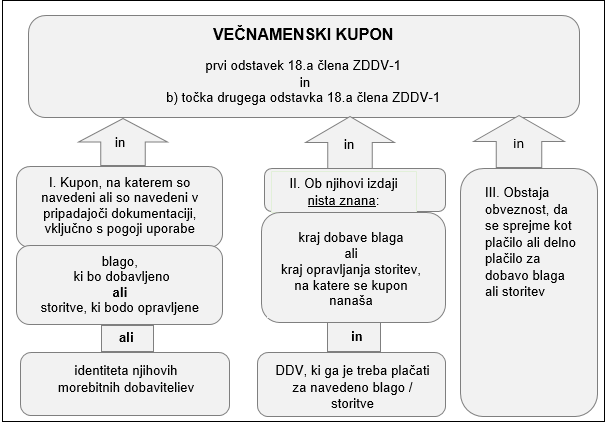 VEČNAMENSKI KUPON
prvi odstavek 18.a člena ZDDV-1
in
b) točka drugega odstavka 18.a člena ZDDV-1
in
I. Kupon, na katerem so
navedeni ali so navedeni v
pripadajoči dokumentaciji,
vključno s pogoji uporabe
blago,
ki bo dobavljeno
ali
storitve, ki bodo opravljene
ali
identiteta njihovih
morebitnih dobaviteliev
in
II. Ob njihovi izdaji
nista znana:
kraj dobave blaga
ali
kraj opravljanja storitev,
na katere se kupon
nanaša
in
DDV, ki ga je treba plačati
za navedeno blago /
storitve
in
III. Obstaja
obveznost, da
se sprejme kot
plačilo ali delno
plačilo za
dobavo blaga
ali storitev